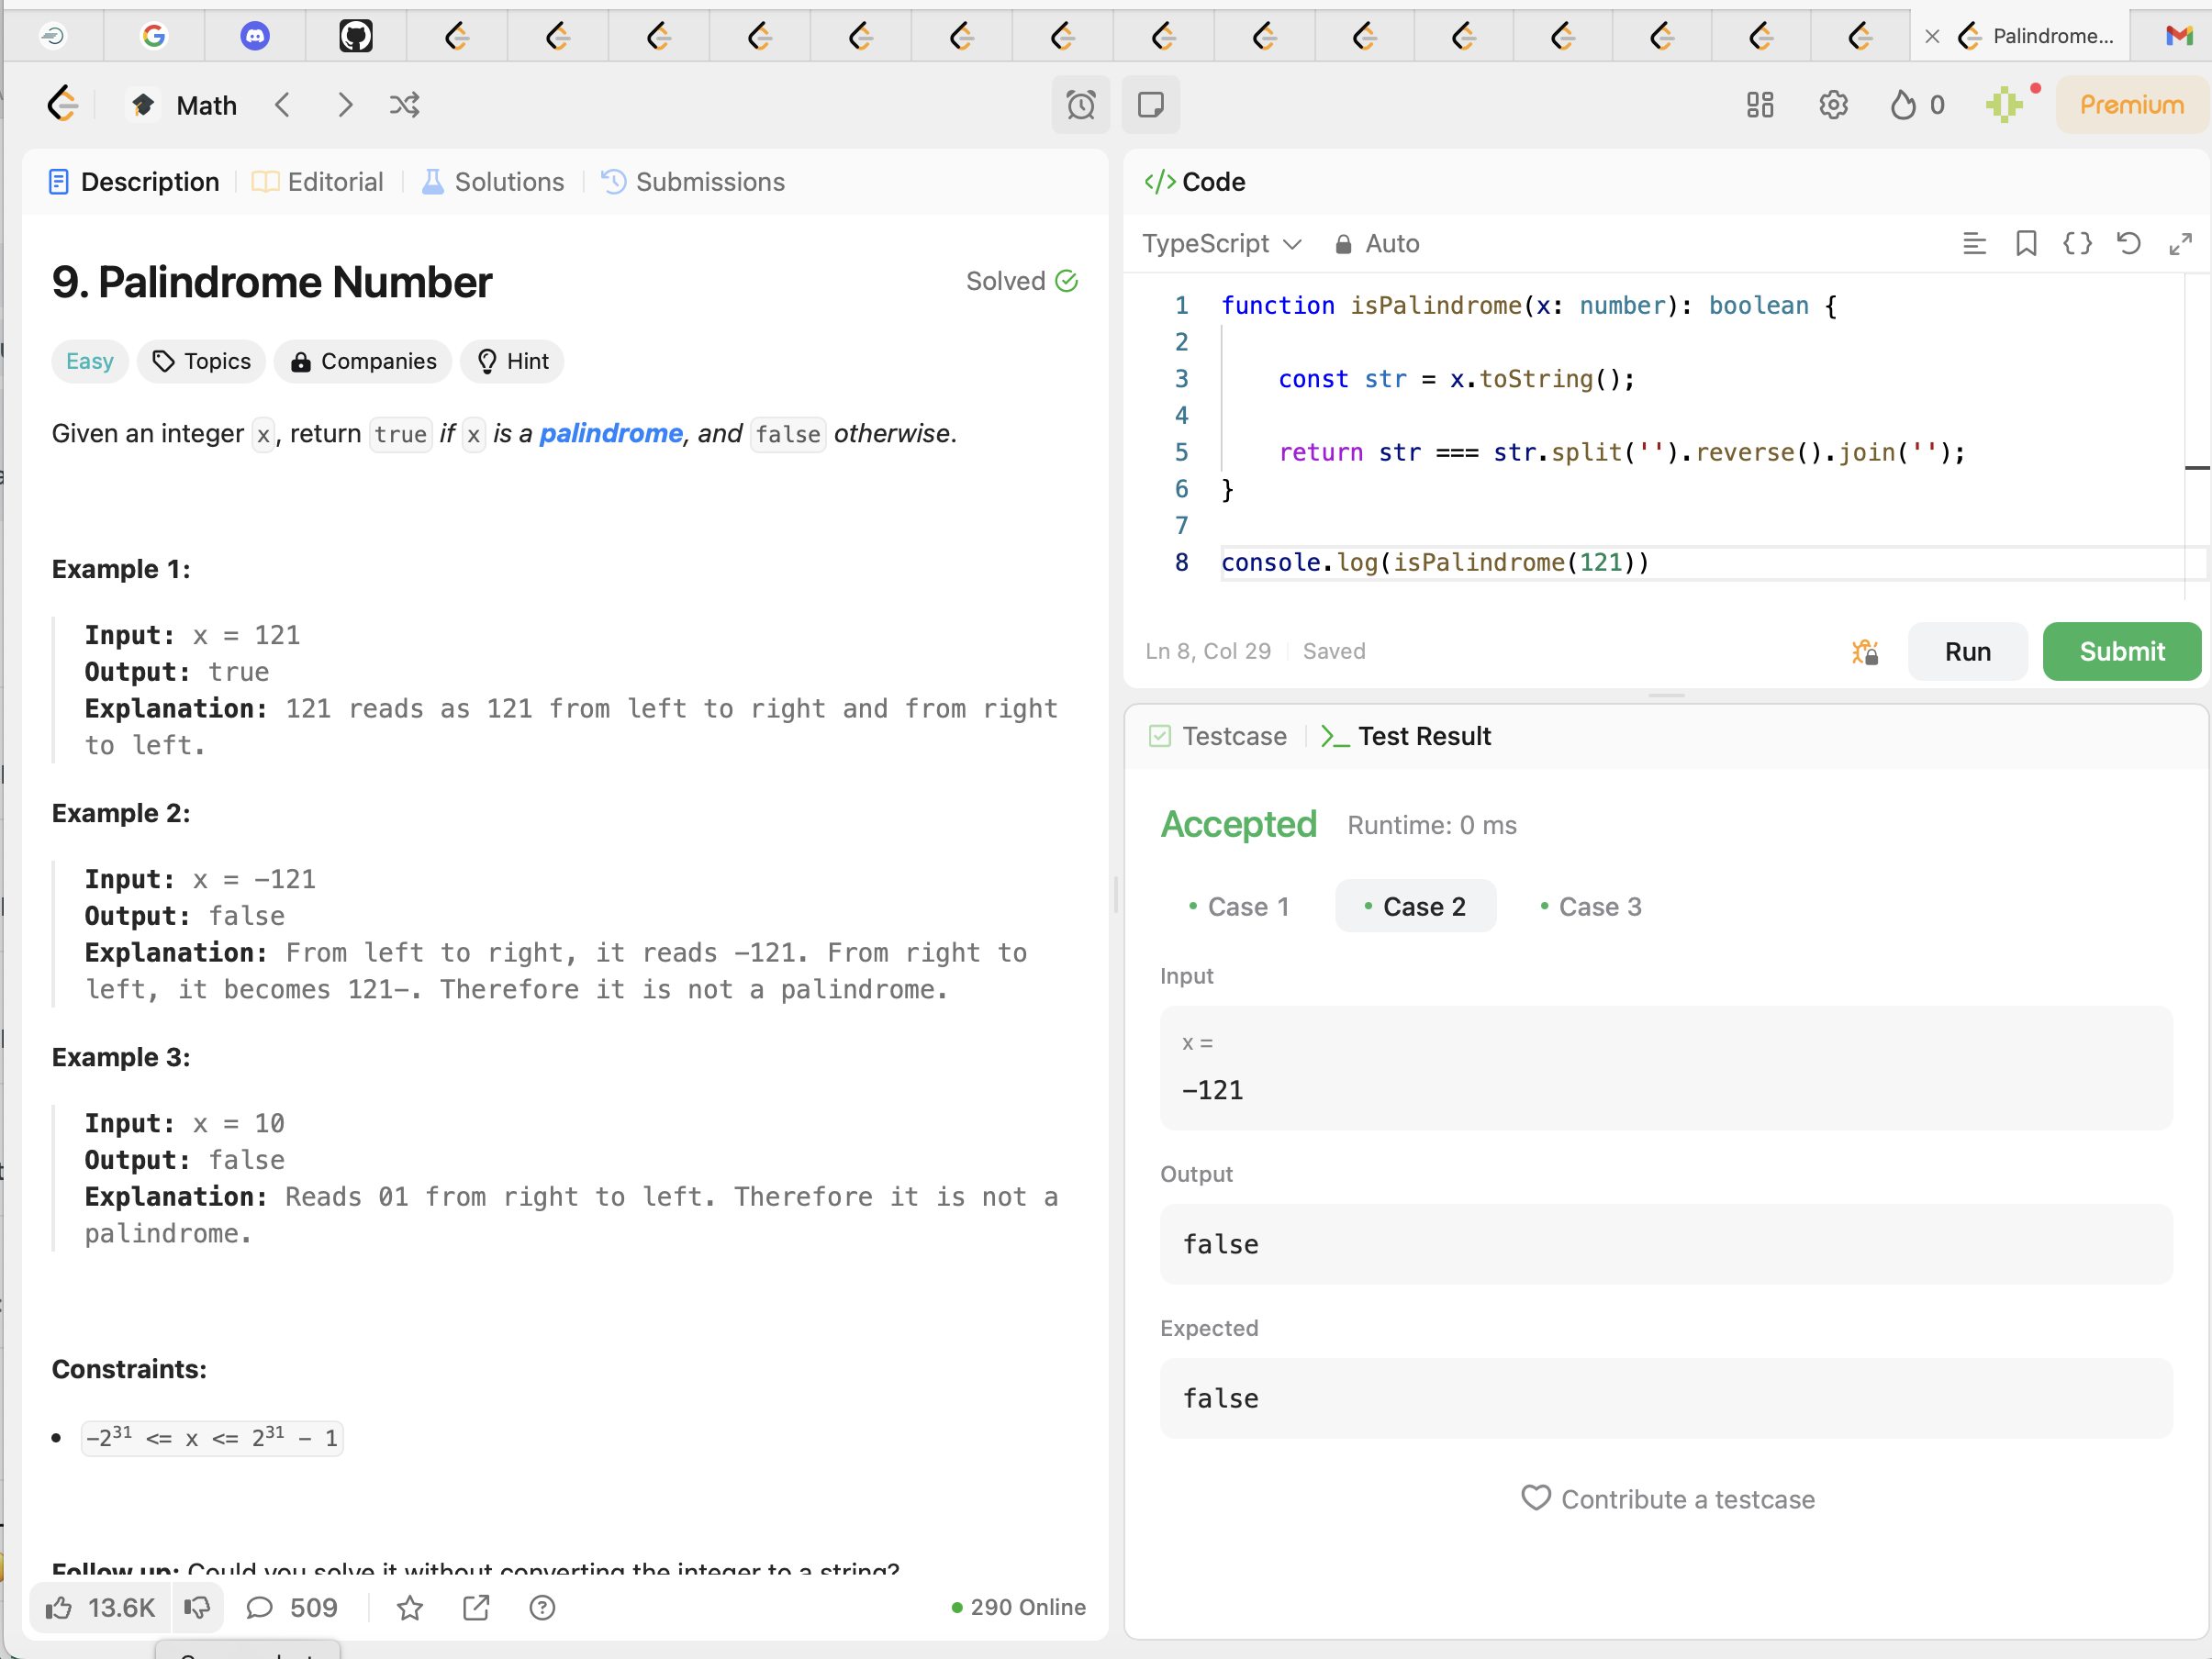 Palindrome...
Math
0
Premium
Description
Editorial
Solutions
Submissions
9. Palindrome Number
Solved
Easy
Topics
Companies
Hint
Given an integer x, return true if x is a palindrome, and false otherwise.
Example 1:
Input: x = 121
Output: true
Explanation: 121 reads as 121 from left to right and from right
to left.
Example 2:
Input: x = -121
Output: false
Explanation: From left to right, it reads -121. From right to
left, it becomes 121-. Therefore it is not a palindrome.
Example 3:
Input: x = 10
Output: false
Explanation: Reads 01 from right to left. Therefore it is not a
palindrome.
Constraints:
-2³¹ <= x <= 2³¹ - 1
Follow up: Could you solve it without converting the integer to a string?
13.6K
509
290 Online
Code
TypeScript
Auto
1 function isPalindrome(x: number): boolean {
2
3 const str = x.toString();
4
5 return str === str.split('').reverse().join('');
6 }
7
8 console.log(isPalindrome(121))
Ln 8, Col 29
Saved
Run
Submit
Testcase
Test Result
Accepted
Runtime: 0 ms
Case 1
Case 2
Case 3
Input
x =
-121
Output
false
Expected
false
Contribute a testcase